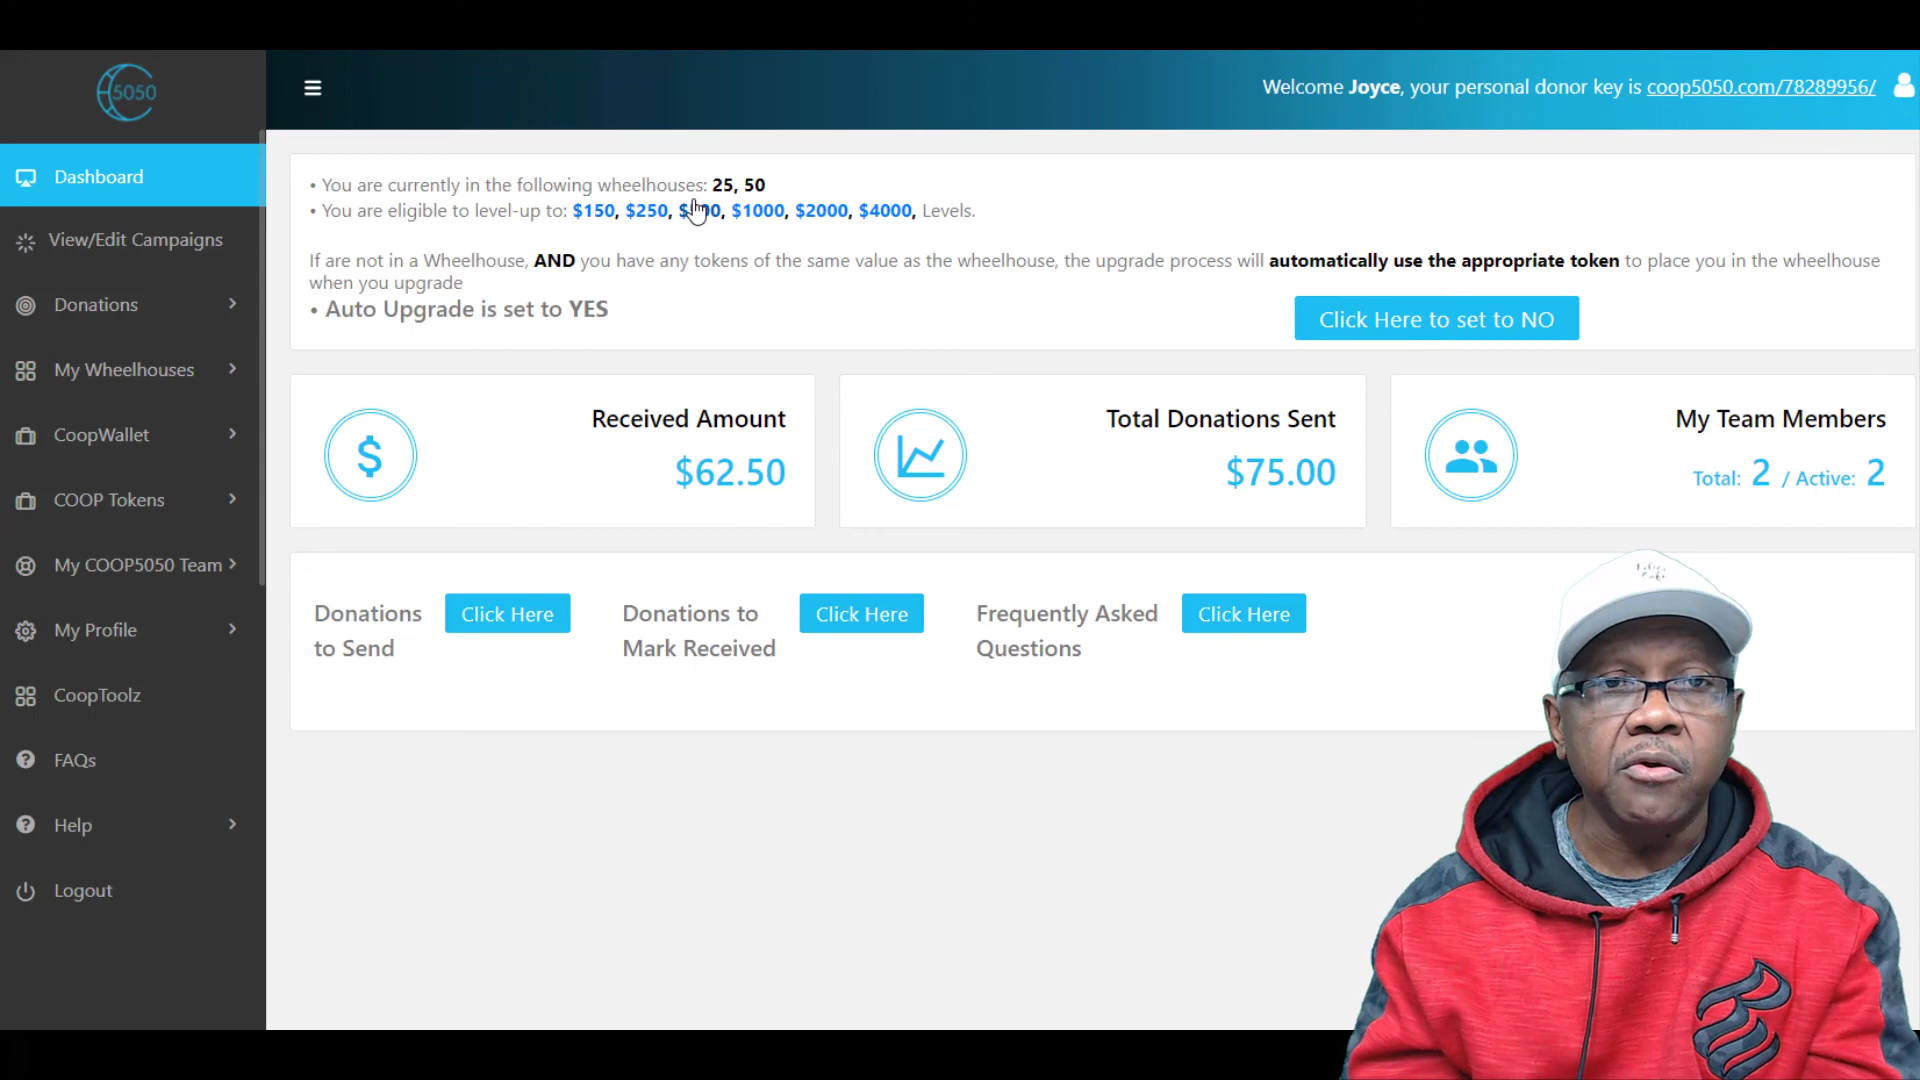 5050
Welcome Joyce, your personal donor key is coop5050.com/78289956/
Dashboard
View/Edit Campaigns
Donations
My Wheelhouses
CoopWallet
COOP Tokens
My COOP5050 Team
My Profile
CoopToolz
FAQs
Help
Logout
• You are currently in the following wheelhouses: 25, 50
• You are eligible to level-up to: $150, $250, $1000, $2000, $4000, Levels.
If are not in a Wheelhouse, AND you have any tokens of the same value as the wheelhouse, the upgrade process will automatically use the appropriate token to place you in the wheelhouse
when you upgrade
• Auto Upgrade is set to YES
Click Here to set to NO
Received Amount
$62.50
Total Donations Sent
$75.00
My Team Members
Total: 2 / Active: 2
Donations
to Send
Click Here
Donations to
Mark Received
Click Here
Frequently Asked
Questions
Click Here